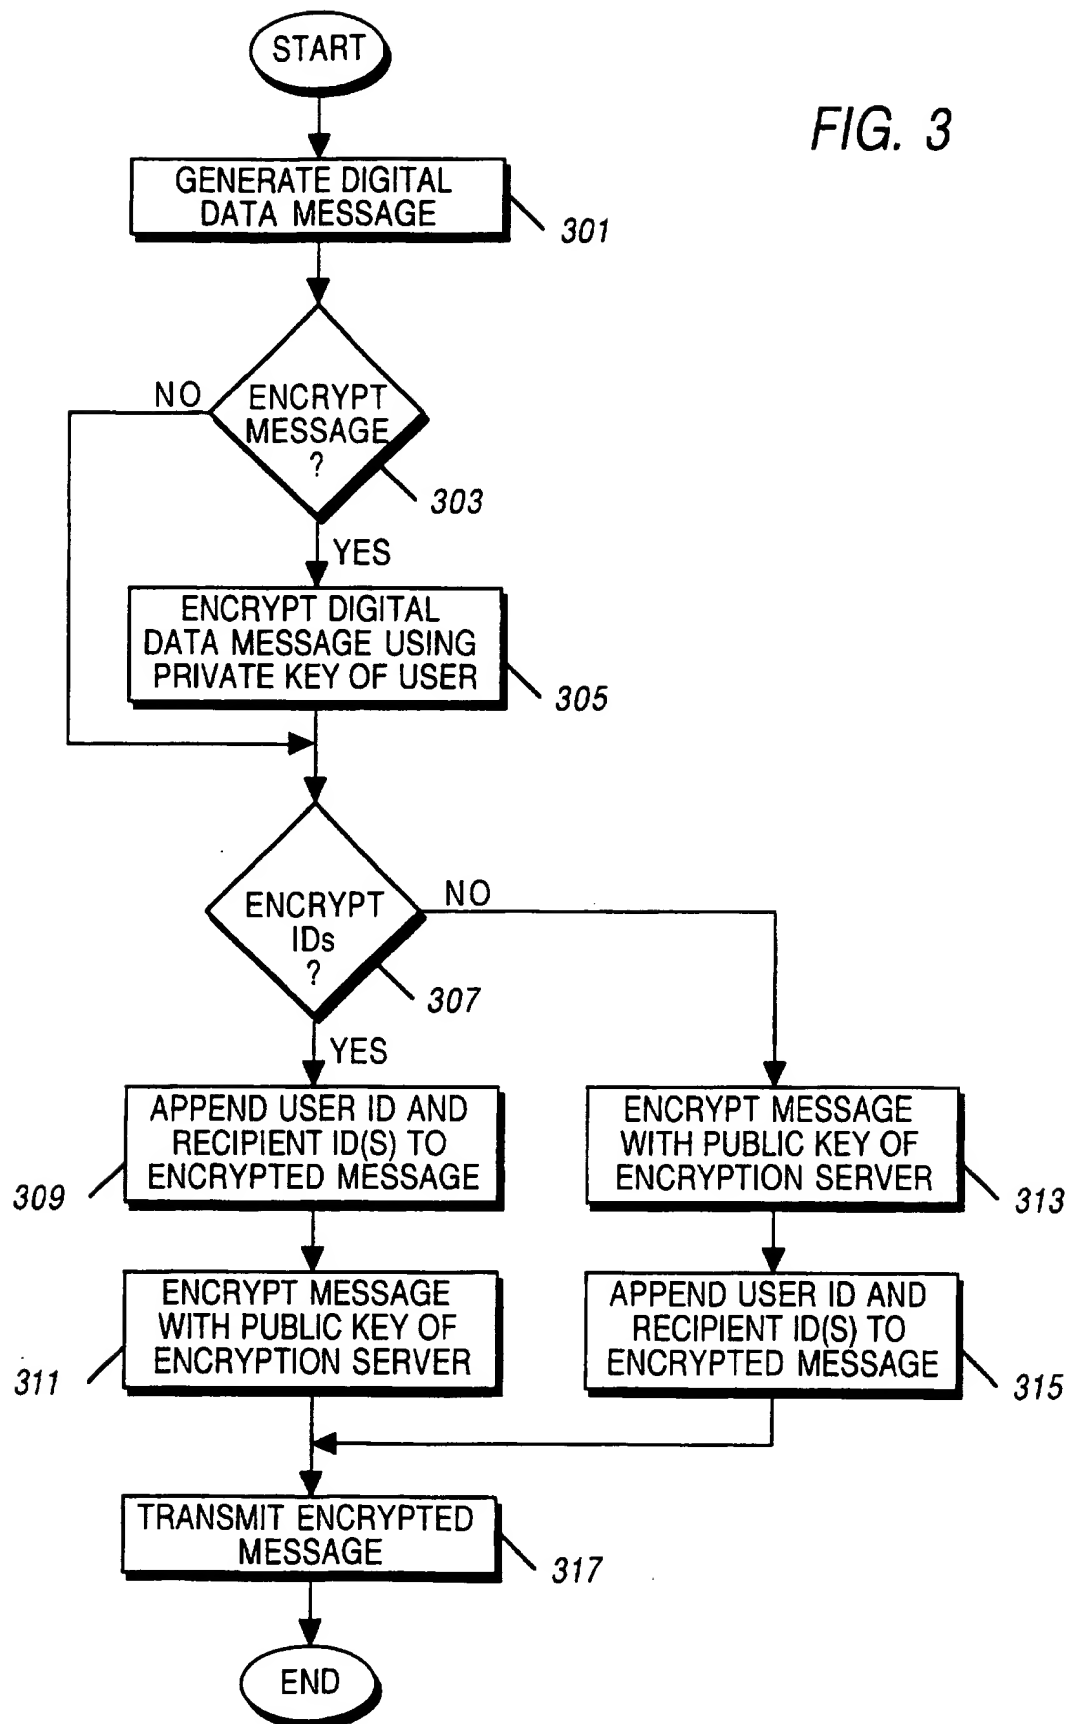 START
FIG. 3
GENERATE DIGITAL
DATA MESSAGE
301
NO
ENCRYPT
MESSAGE
?
303
YES
ENCRYPT DIGITAL
DATA MESSAGE USING
PRIVATE KEY OF USER
305
ENCRYPT
IDs
?
NO
307
YES
APPEND USER ID AND
RECIPIENT ID(S) TO
ENCRYPTED MESSAGE
309
ENCRYPT MESSAGE
WITH PUBLIC KEY OF
ENCRYPTION SERVER
313
ENCRYPT MESSAGE
WITH PUBLIC KEY OF
ENCRYPTION SERVER
311
APPEND USER ID AND
RECIPIENT ID(S) TO
ENCRYPTED MESSAGE
315
TRANSMIT ENCRYPTED
MESSAGE
317
END